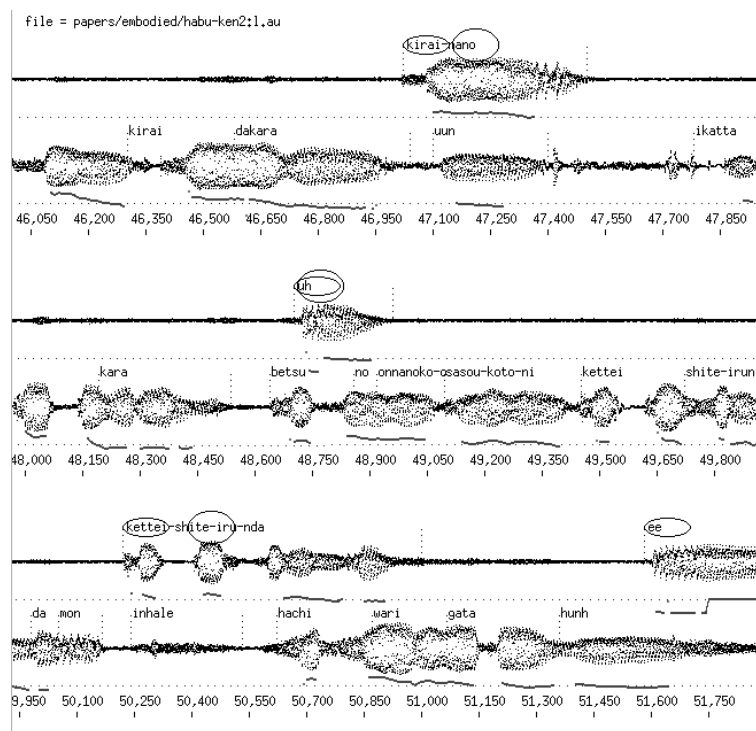 file = papers/embodied/habu-ken2:l.au
kirai-nano
kirai dakara uun ikatta
46,050 46,200 46,350 46,500 46,650 46,800 46,950 47,100 47,250 47,400 47,550 47,700 47,850
uh
kara betsu no onnanoko-o sasou-koto-ni kettei shite-irun
48,000 48,150 48,300 48,450 48,600 48,750 48,900 49,050 49,200 49,350 49,500 49,650 49,800
kettei-shite-iru-nda ee
da mon inhale hachi wari gata hunh
9,950 50,100 50,250 50,400 50,550 50,700 50,850 51,000 51,150 51,300 51,450 51,600 51,750